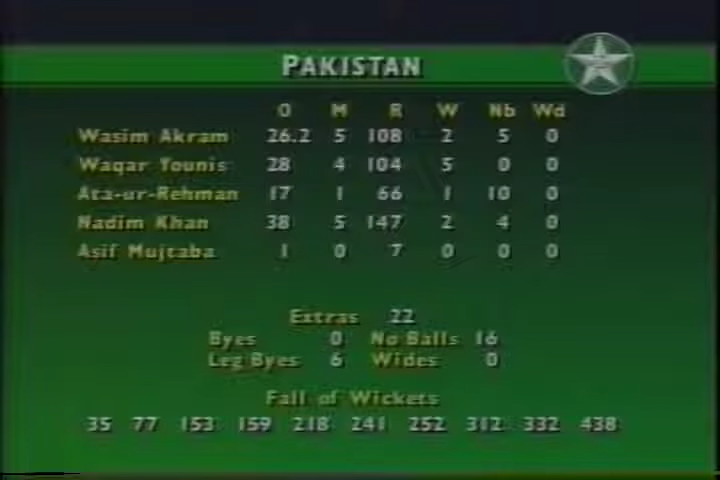 PAKISTAN
O M R W Nb Wd
Wasim Akram 26.2 5 108 2 5 0
Waqar Younis 28 4 104 5 0 0
Ata-ur-Rehman 17 1 66 1 10 0
Nadim Khan 38 5 147 2 4 0
Asif Mujtaba 1 0 7 0 0 0
Extras 22
Byes 0 No Balls 16
Leg Byes 6 Wides 0
Fall of Wickets
35 77 153 159 218 241 252 312 332 438